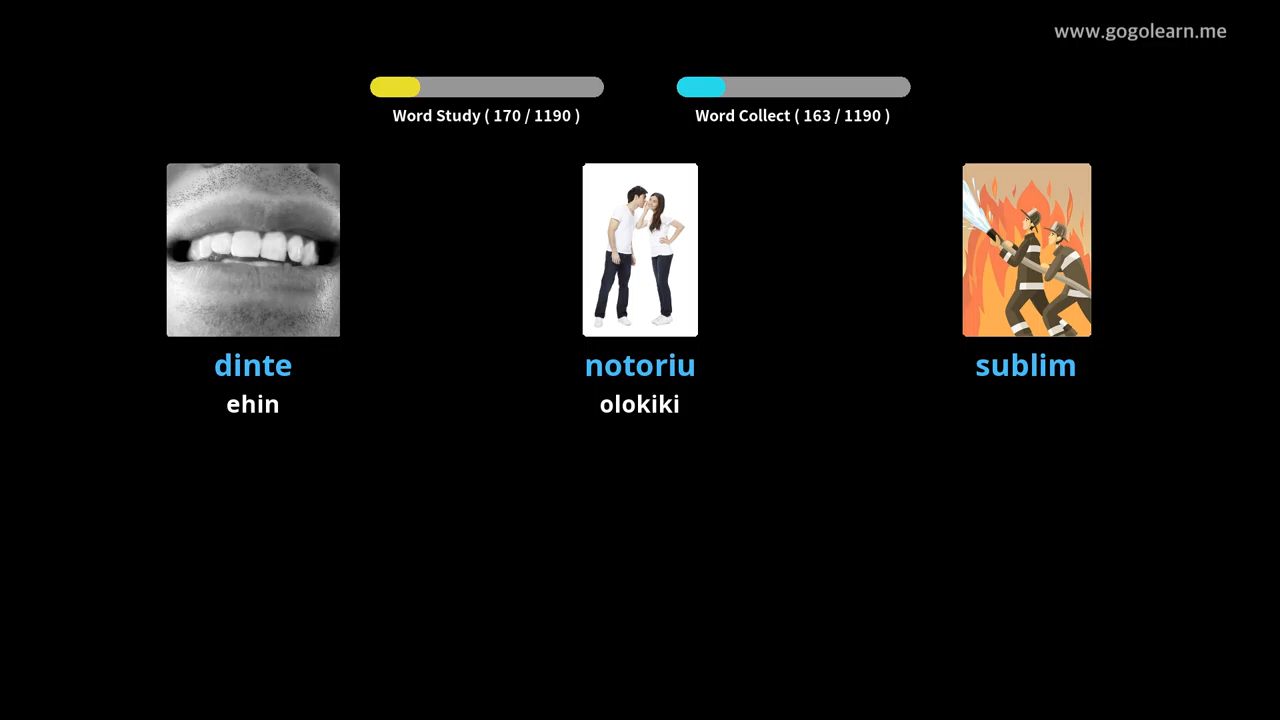 www.gogolearn.me
Word Study ( 170 / 1190 )
Word Collect ( 163 / 1190 )
dinte
notoriu
sublim
ehin
olokiki